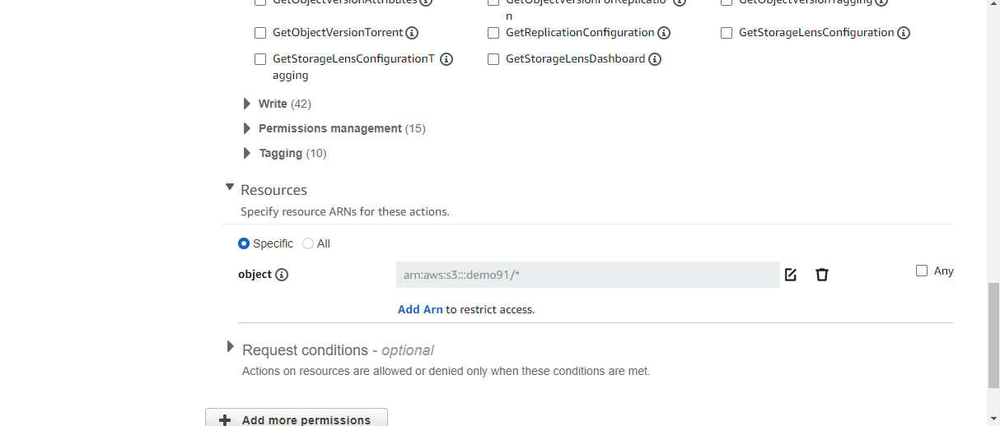 GetObjectVersionAttributes GetObjectVersionForReplicatio GetObjectVersionTagging
n
GetObjectVersionTorrent GetReplicationConfiguration GetStorageLensConfiguration
GetStorageLensConfigurationT GetStorageLensDashboard
agging
Write (42)
Permissions management (15)
Tagging (10)
Resources
Specify resource ARNs for these actions.
Specific All
object arn:aws:s3:::demo91/* Any
Add Arn to restrict access.
Request conditions - optional
Actions on resources are allowed or denied only when these conditions are met.
Add more permissions